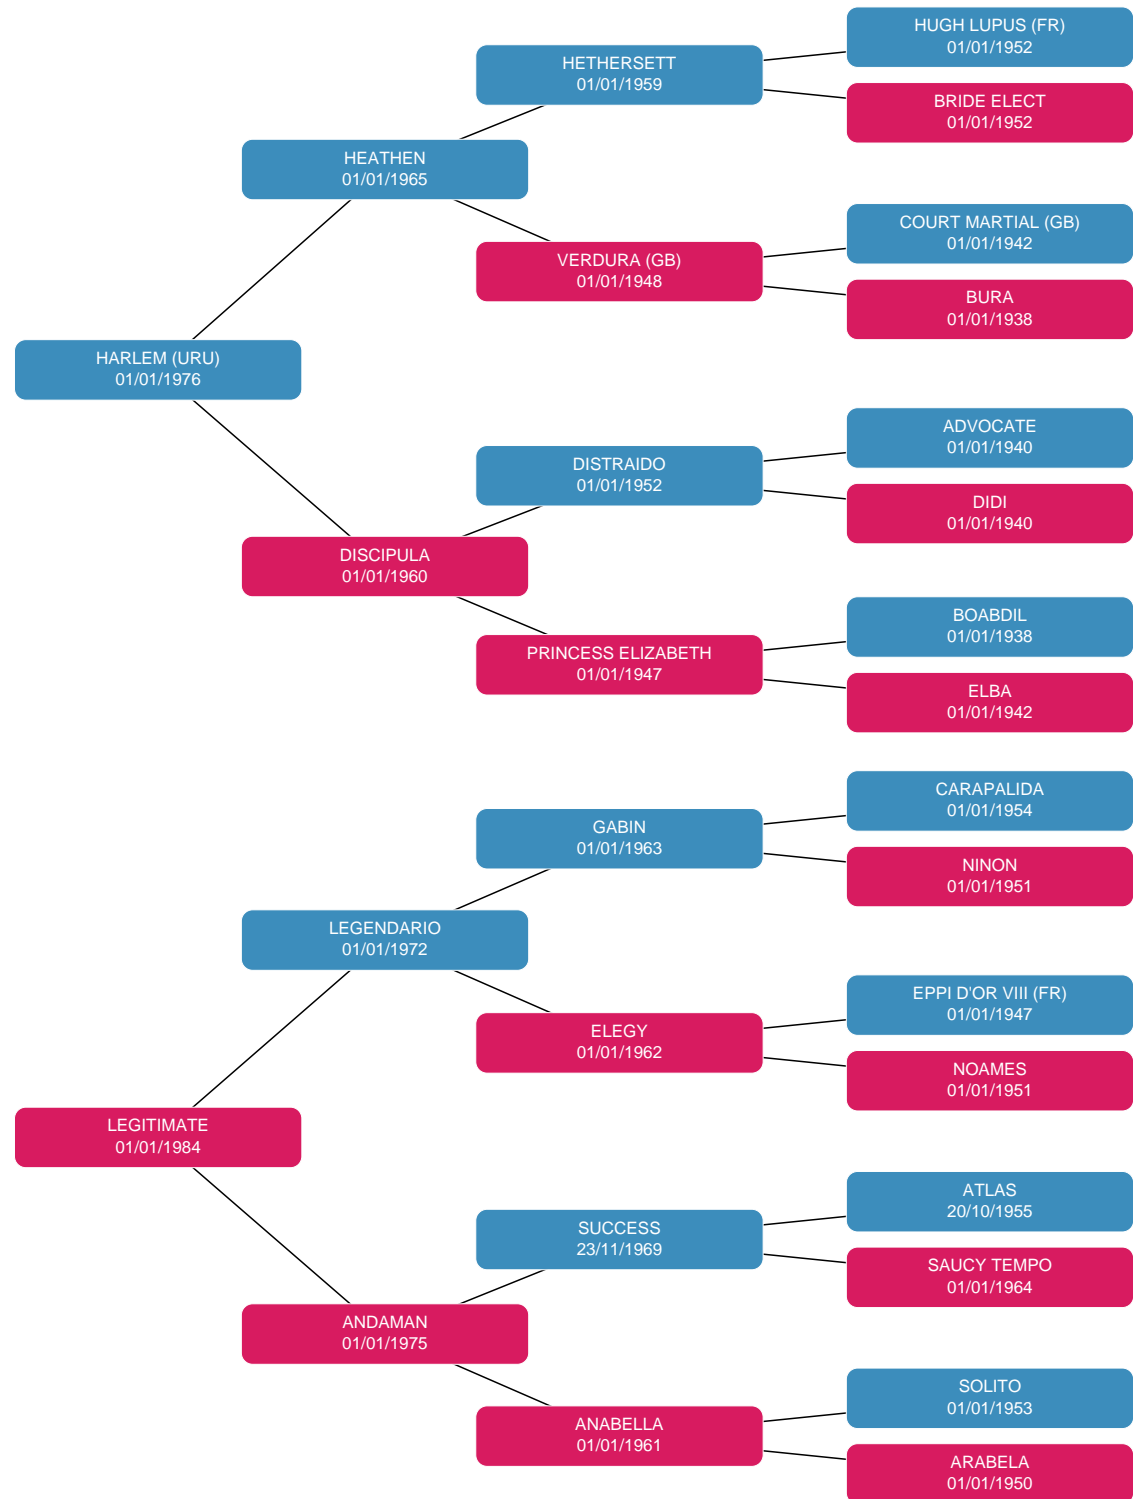 HUGH LUPUS (FR)
01/01/1952
HETHERSETT
01/01/1959
BRIDE ELECT
01/01/1952
HEATHEN
01/01/1965
COURT MARTIAL (GB)
01/01/1942
VERDURA (GB)
01/01/1948
BURA
01/01/1938
HARLEM (URU)
01/01/1976
ADVOCATE
01/01/1940
DISTRAIDO
01/01/1952
DIDI
01/01/1940
DISCIPULA
01/01/1960
BOABDIL
01/01/1938
PRINCESS ELIZABETH
01/01/1947
ELBA
01/01/1942
CARAPALIDA
01/01/1954
GABIN
01/01/1963
NINON
01/01/1951
LEGENDARIO
01/01/1972
EPPI D'OR VIII (FR)
01/01/1947
ELEGY
01/01/1962
NOAMES
01/01/1951
LEGITIMATE
01/01/1984
ATLAS
20/10/1955
SUCCESS
23/11/1969
SAUCY TEMPO
01/01/1964
ANDAMAN
01/01/1975
SOLITO
01/01/1953
ANABELLA
01/01/1961
ARABELA
01/01/1950